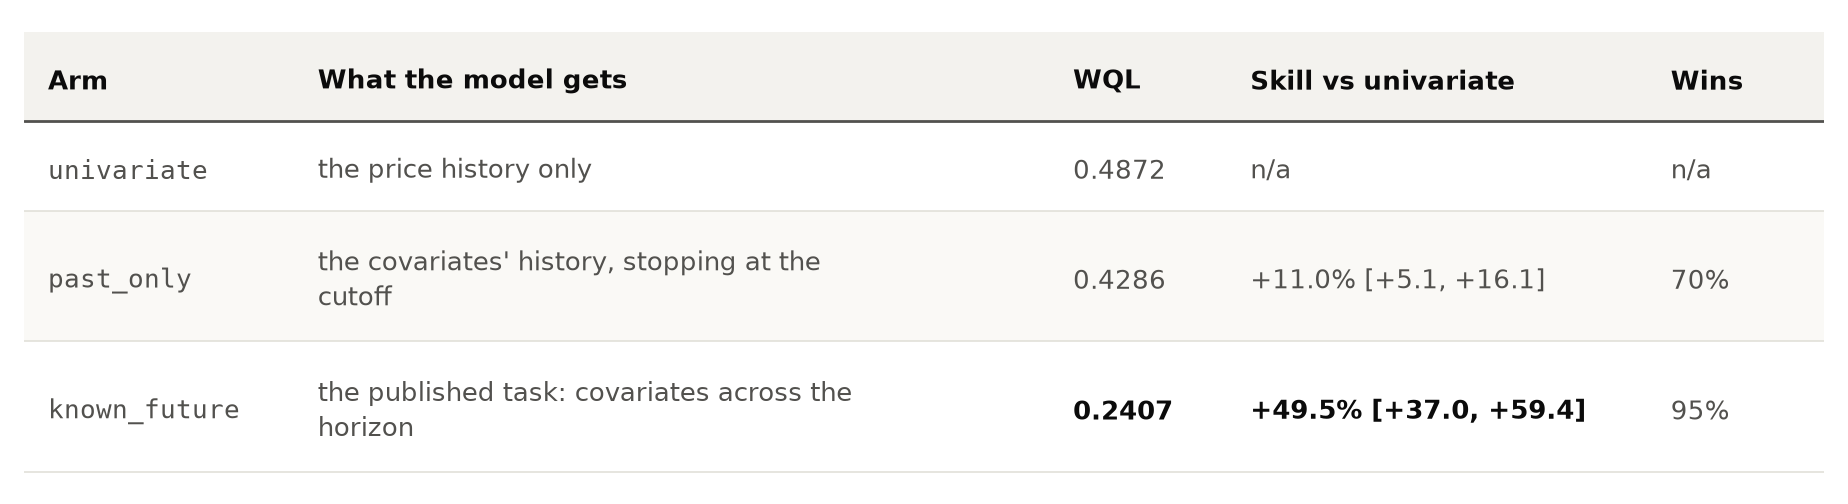 Arm What the model gets WQL Skill vs univariate Wins
univariate the price history only 0.4872 n/a n/a
past_only the covariates' history, stopping at the cutoff 0.4286 +11.0% [+5.1, +16.1] 70%
known_future the published task: covariates across the horizon 0.2407 +49.5% [+37.0, +59.4] 95%